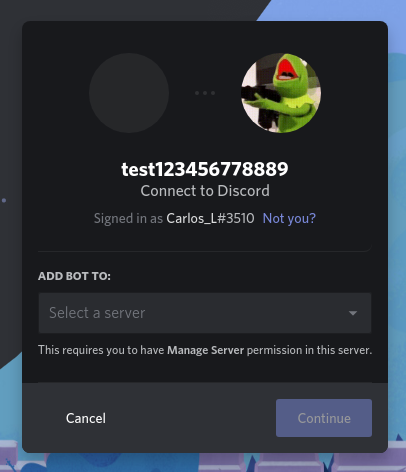 test123456778889
Connect to Discord
Signed in as Carlos_L#3510 Not you?
ADD BOT TO:
Select a server
This requires you to have Manage Server permission in this server.
Cancel
Continue